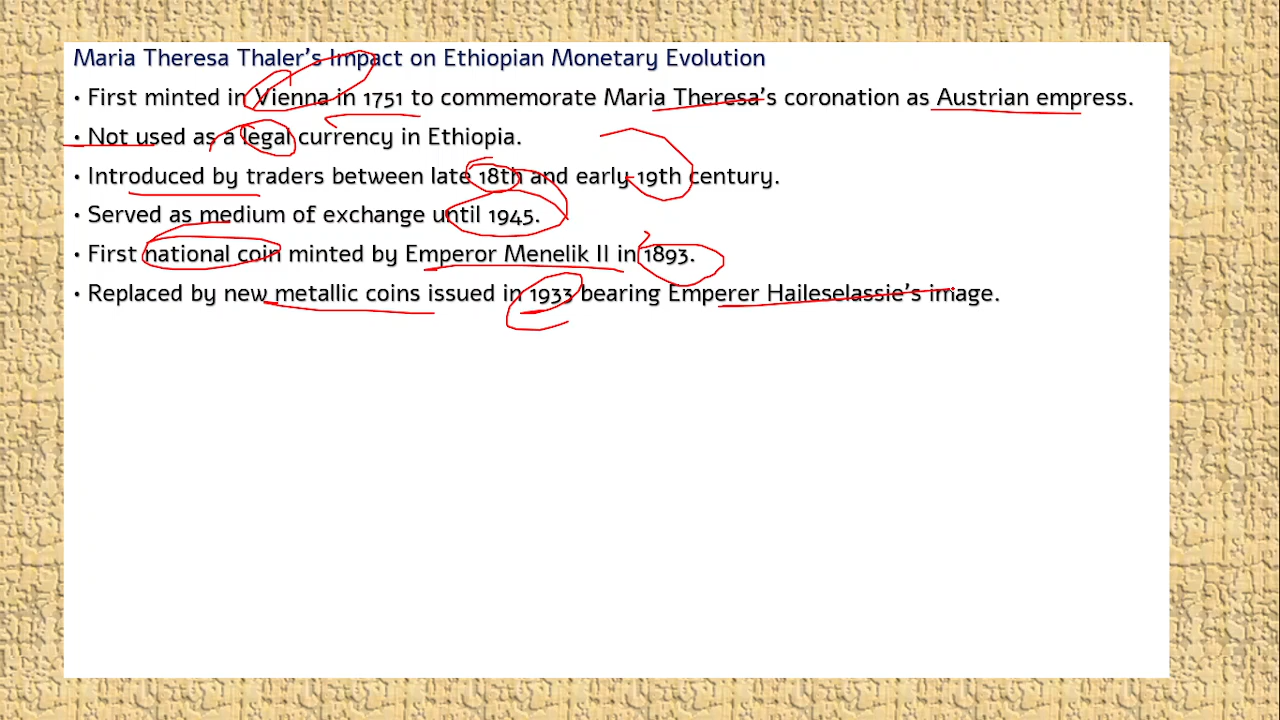 Maria Theresa Thaler's Impact on Ethiopian Monetary Evolution
• First minted in Vienna in 1751 to commemorate Maria Theresa's coronation as Austrian empress.
• Not used as a legal currency in Ethiopia.
• Introduced by traders between late 18th and early 19th century.
• Served as medium of exchange until 1945.
• First national coin minted by Emperor Menelik II in 1893.
• Replaced by new metallic coins issued in 1933 bearing Emperer Haileselassie's image.